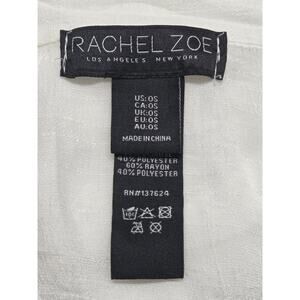 RACHEL ZOE
LOS ANGELES NEW YORK
US:OS
CA:OS
UK:OS
EU:OS
AU:OS
MADE IN CHINA
40% POLYESTER
60% RAYON
40% POLYESTER
RN#137624